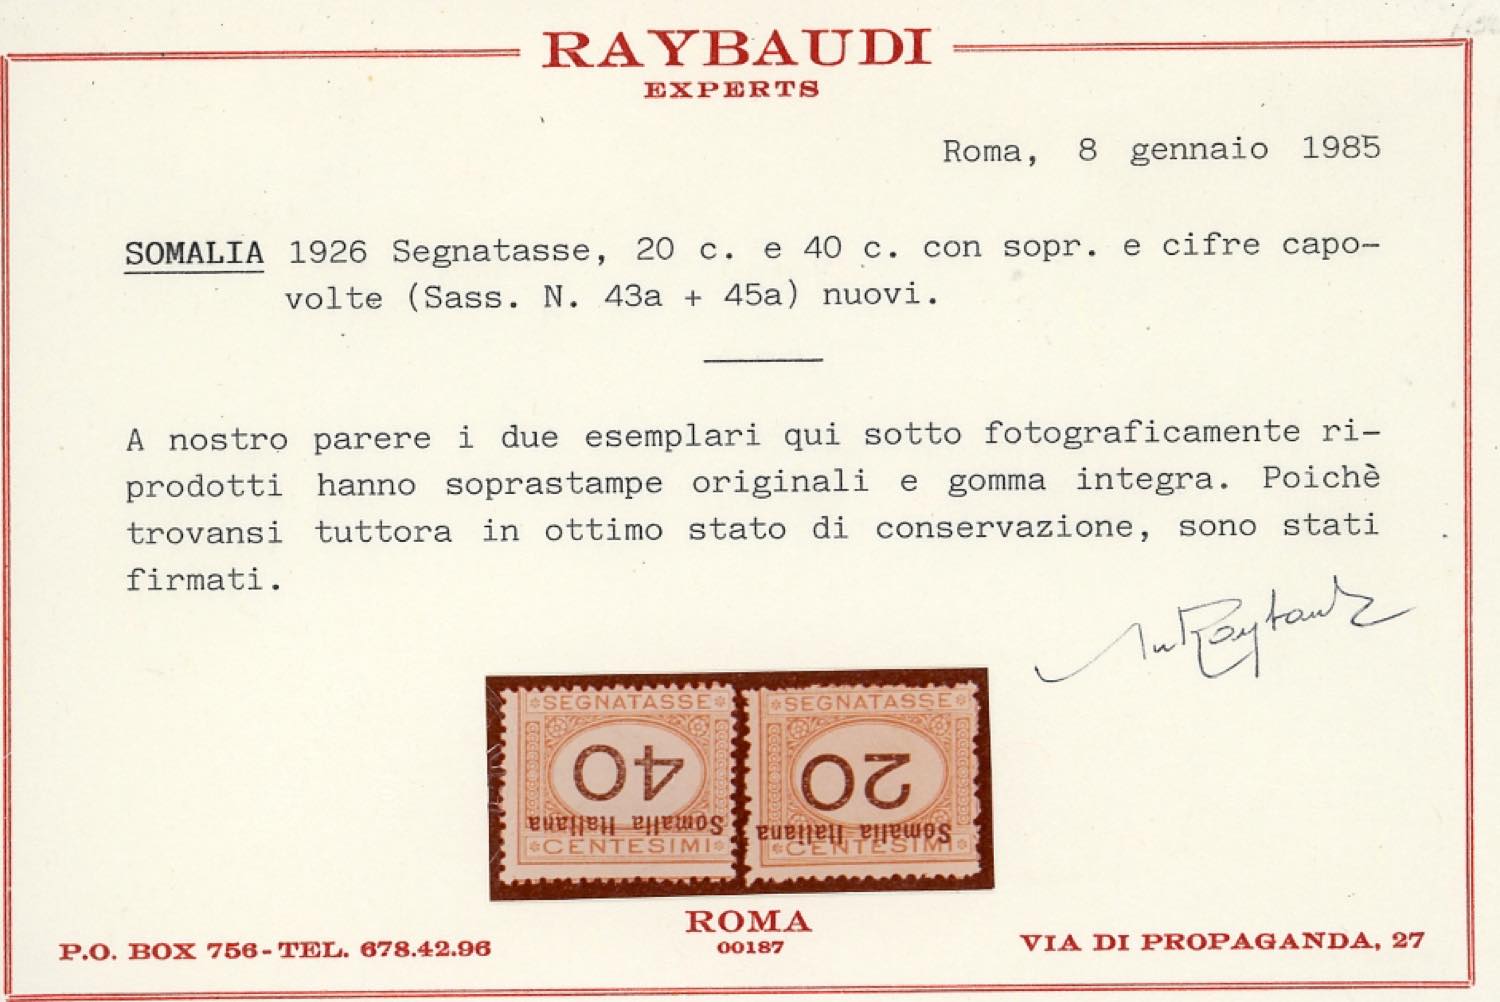 RAYBAUDI
EXPERTS
Roma, 8 gennaio 1985
SOMALIA 1926 Segnatasse, 20 c. e 40 c. con sopr. e cifre capo-
volte (Sass. N. 43a + 45a) nuovi.
A nostro parere i due esemplari qui sotto fotograficamente ri-
prodotti hanno soprastampe originali e gomma integra. Poichè
trovansi tuttora in ottimo stato di conservazione, sono stati
firmati.
SEGNATASSE
40
Somalia Italiana
CENTESIMI
SEGNATASSE
20
Somalia Italiana
CENTESIMI
ROMA
00187
P.O. BOX 756-TEL. 678.42.96
VIA DI PROPAGANDA, 27